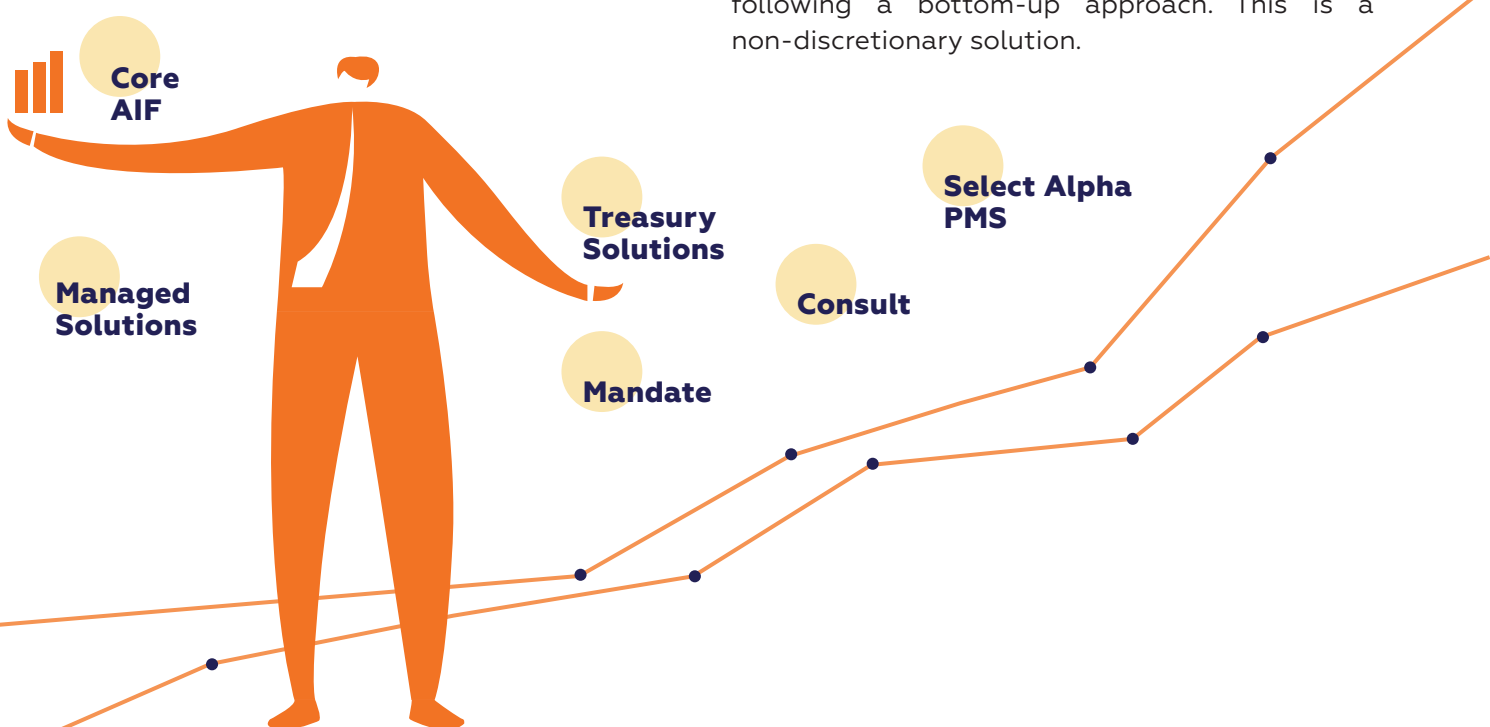 following a bottom-up approach. This is a
non-discretionary solution.
Core
AIF
Select Alpha
PMS
Treasury
Solutions
Managed
Solutions
Consult
Mandate